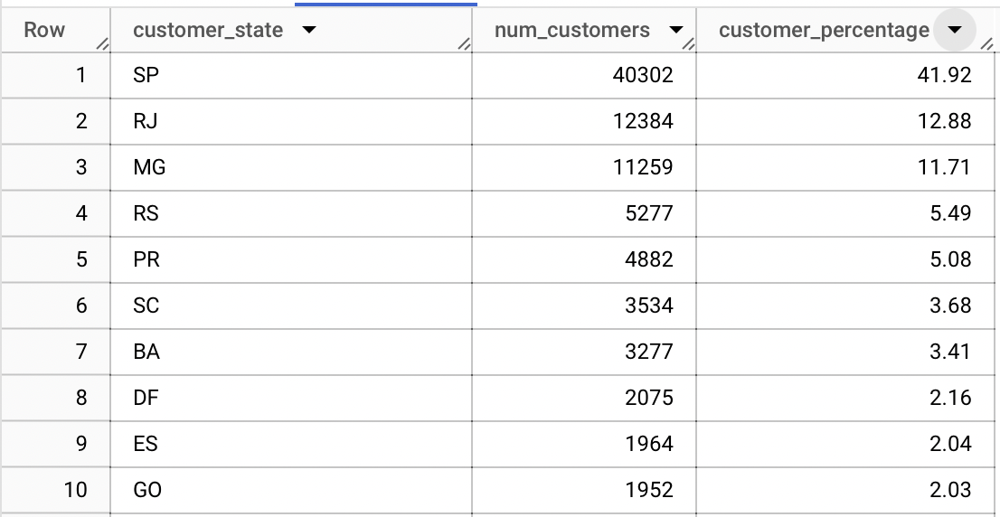 Row customer_state num_customers customer_percentage
1 SP 40302 41.92
2 RJ 12384 12.88
3 MG 11259 11.71
4 RS 5277 5.49
5 PR 4882 5.08
6 SC 3534 3.68
7 BA 3277 3.41
8 DF 2075 2.16
9 ES 1964 2.04
10 GO 1952 2.03